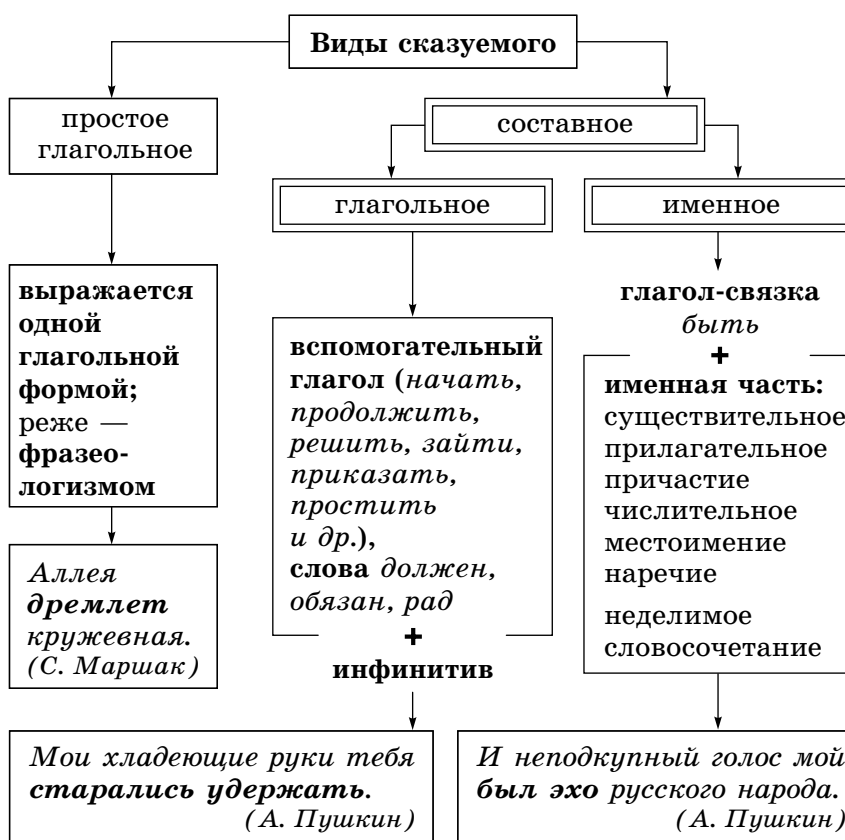 Виды сказуемого
простое
глагольное
составное
глагольное
именное
выражается
одной
глагольной
формой;
реже —
фразео-
логизмом
Аллея
дремлет
кружевная.
(С. Маршак)
вспомогательный
глагол (начать,
продолжить,
решить, зайти,
приказать,
простить
и др.),
слова должен,
обязан, рад
+
инфинитив
Мои хладеющие руки тебя
старались удержать.
(А. Пушкин)
глагол-связка
быть
+
именная часть:
существительное
прилагательное
причастие
числительное
местоимение
наречие
неделимое
словосочетание
И неподкупный голос мой
был эхо русского народа.
(А. Пушкин)